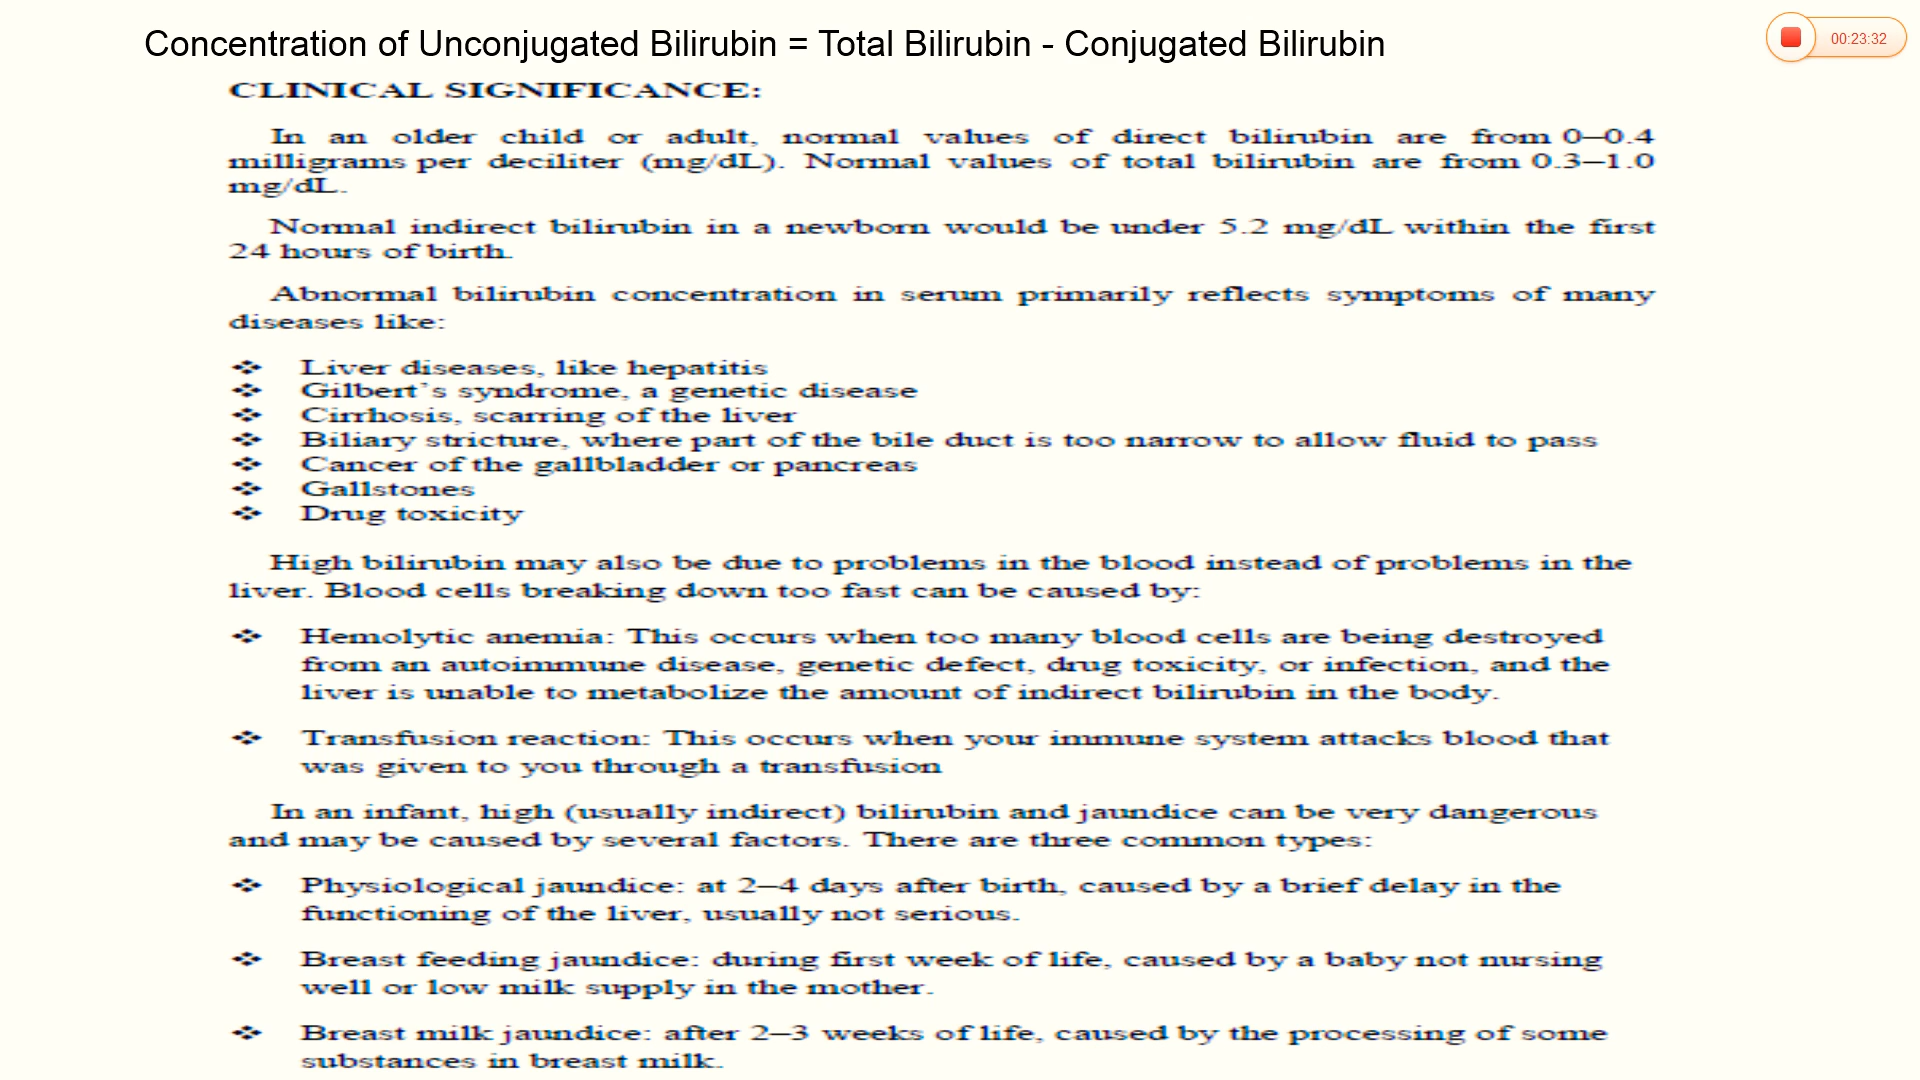 Concentration of Unconjugated Bilirubin = Total Bilirubin - Conjugated Bilirubin
00:23:32
CLINICAL SIGNIFICANCE:
In an older child or adult, normal values of direct bilirubin are from 0–0.4
milligrams per deciliter (mg/dL). Normal values of total bilirubin are from 0.3–1.0
mg/dL.
Normal indirect bilirubin in a newborn would be under 5.2 mg/dL within the first
24 hours of birth.
Abnormal bilirubin concentration in serum primarily reflects symptoms of many
diseases like:
❖ Liver diseases, like hepatitis
❖ Gilbert's syndrome, a genetic disease
❖ Cirrhosis, scarring of the liver
❖ Biliary stricture, where part of the bile duct is too narrow to allow fluid to pass
❖ Cancer of the gallbladder or pancreas
❖ Gallstones
❖ Drug toxicity
High bilirubin may also be due to problems in the blood instead of problems in the
liver. Blood cells breaking down too fast can be caused by:
❖ Hemolytic anemia: This occurs when too many blood cells are being destroyed
from an autoimmune disease, genetic defect, drug toxicity, or infection, and the
liver is unable to metabolize the amount of indirect bilirubin in the body.
❖ Transfusion reaction: This occurs when your immune system attacks blood that
was given to you through a transfusion
In an infant, high (usually indirect) bilirubin and jaundice can be very dangerous
and may be caused by several factors. There are three common types:
❖ Physiological jaundice: at 2–4 days after birth, caused by a brief delay in the
functioning of the liver, usually not serious.
❖ Breast feeding jaundice: during first week of life, caused by a baby not nursing
well or low milk supply in the mother.
❖ Breast milk jaundice: after 2–3 weeks of life, caused by the processing of some
substances in breast milk.